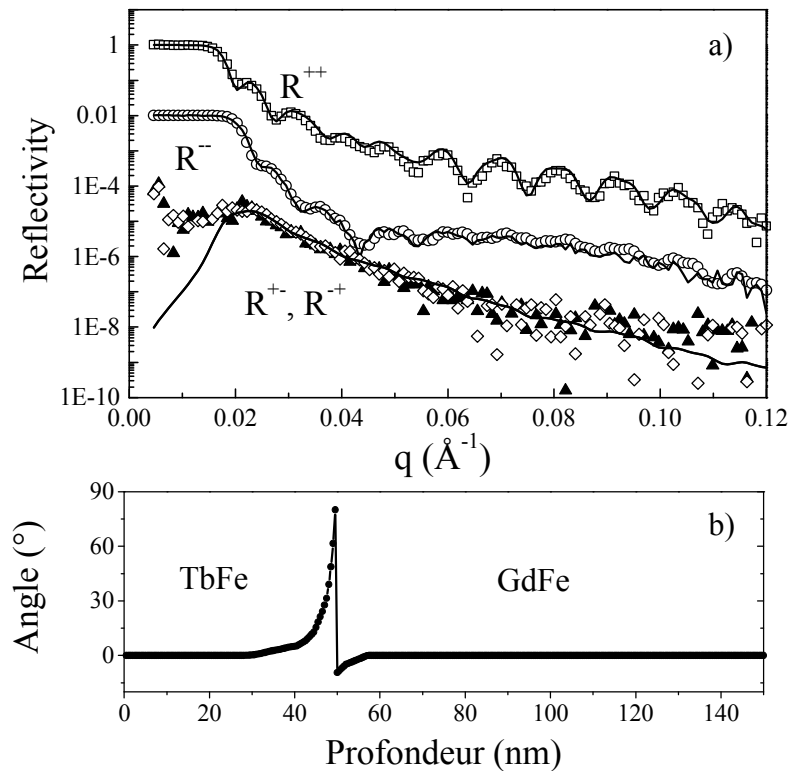 a)
1
0.01
1E-4
1E-6
1E-8
1E-10
Reflectivity
R++
R--
R+-, R-+
0.00 0.02 0.04 0.06 0.08 0.10 0.12
q (Å-1)
b)
90
60
30
0
Angle (°)
TbFe GdFe
0 20 40 60 80 100 120 140
Profondeur (nm)